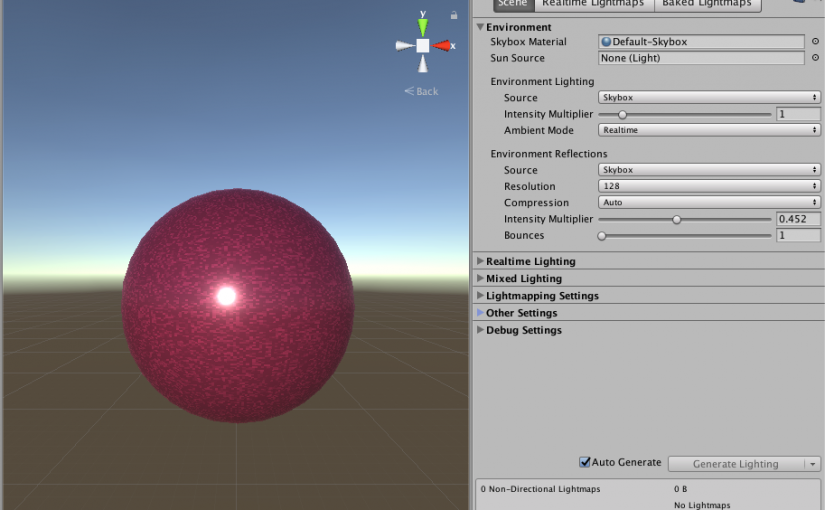 Scene Realtime Lightmaps Baked Lightmaps
y
x
Back
Environment
Skybox Material Default-Skybox
Sun Source None (Light)
Environment Lighting
Source Skybox
Intensity Multiplier 1
Ambient Mode Realtime
Environment Reflections
Source Skybox
Resolution 128
Compression Auto
Intensity Multiplier 0.452
Bounces 1
Realtime Lighting
Mixed Lighting
Lightmapping Settings
Other Settings
Debug Settings
Auto Generate Generate Lighting
0 Non-Directional Lightmaps 0 B
No Lightmaps